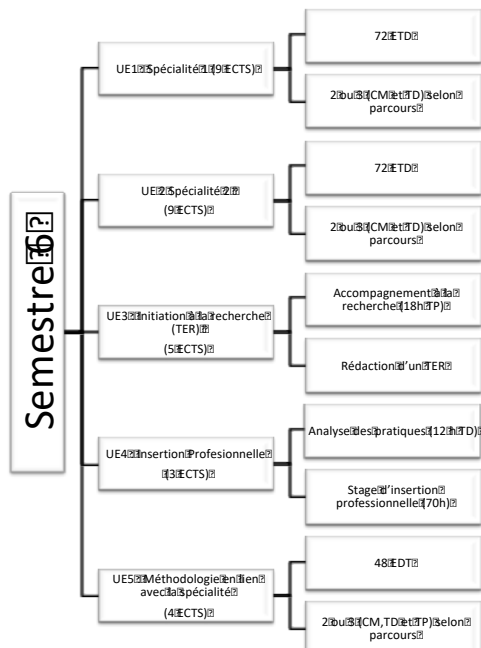 Semestre 6
UE1 Spécialité 1 (9 ECTS)
72 ETD
2 ou 3 (CM et TD) selon
parcours
UE 2 Spécialité 2
(9 ECTS)
72 ETD
2 ou 3 (CM et TD) selon
parcours
UE3 Initiation à la recherche
(TER)
(5 ECTS)
Accompagnement à la
recherche (18h TP)
Rédaction d'un TER
UE4 Insertion Profesionnelle
(3 ECTS)
Analyse des pratiques (12 h TD)
Stage d'insertion
professionnelle (70h)
UE5 Méthodologie en lien
avec la spécialité
(4 ECTS)
48 EDT
2 ou 3 (CM, TD et TP) selon
parcours